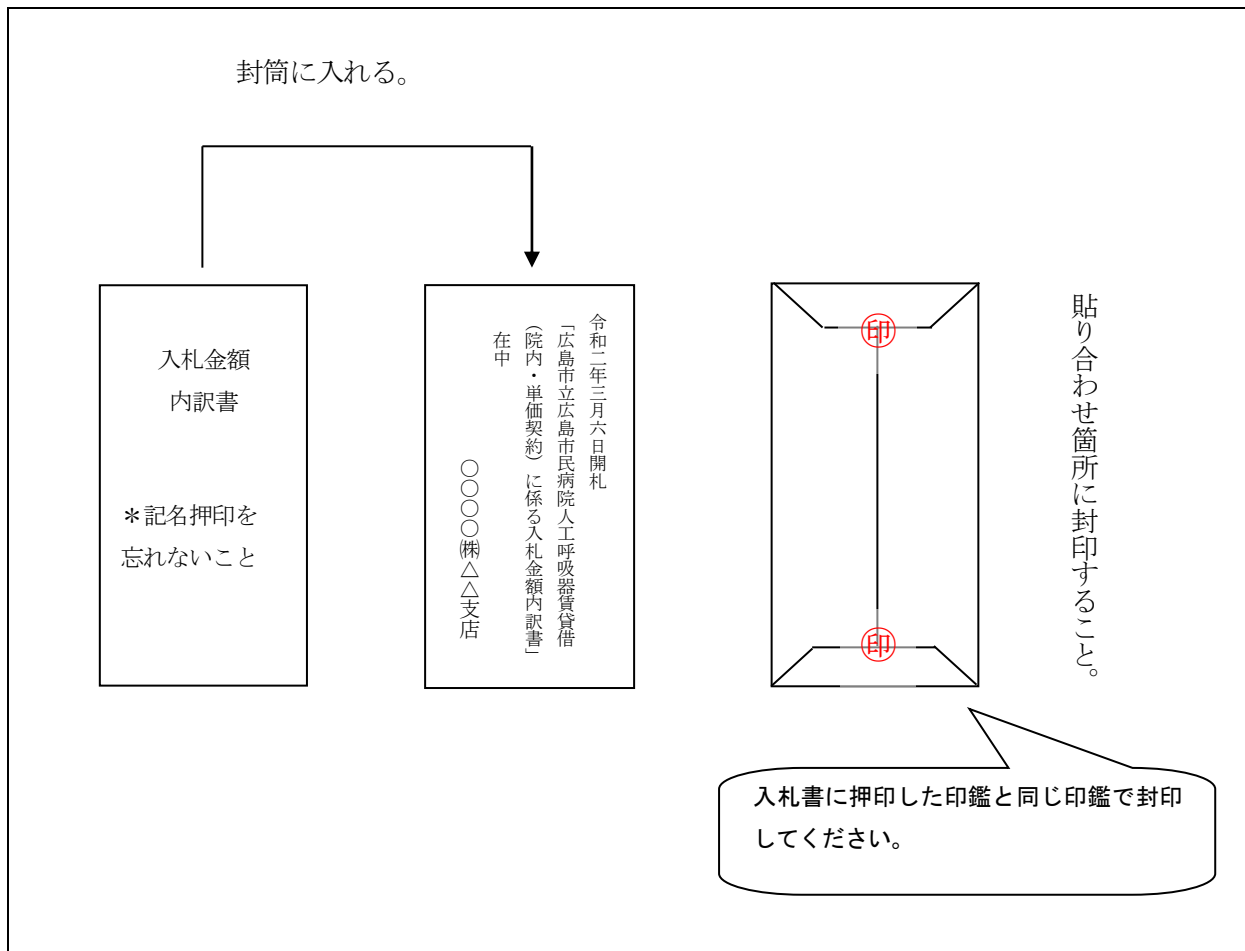 封筒に入れる。
入札金額
内訳書
＊記名押印を
忘れないこと
令和二年三月六日開札
「広島市立広島市民病院人工呼吸器賃貸借
（院内・単価契約）に係る入札金額内訳書」
在中
○○○○㈱△△支店
印
印
貼り合わせ箇所に封印すること。
入札書に押印した印鑑と同じ印鑑で封印
してください。